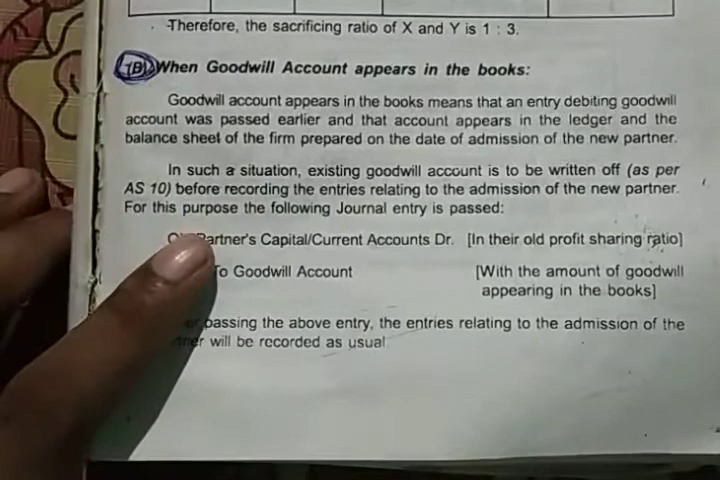 Therefore, the sacrificing ratio of X and Y is 1 : 3.
(B) When Goodwill Account appears in the books:
Goodwill account appears in the books means that an entry debiting goodwill
account was passed earlier and that account appears in the ledger and the
balance sheet of the firm prepared on the date of admission of the new partner.
In such a situation, existing goodwill account is to be written off (as per
AS 10) before recording the entries relating to the admission of the new partner.
For this purpose the following Journal entry is passed:
Partner's Capital/Current Accounts Dr. [In their old profit sharing ratio]
To Goodwill Account [With the amount of goodwill
appearing in the books]
passing the above entry, the entries relating to the admission of the
will be recorded as usual